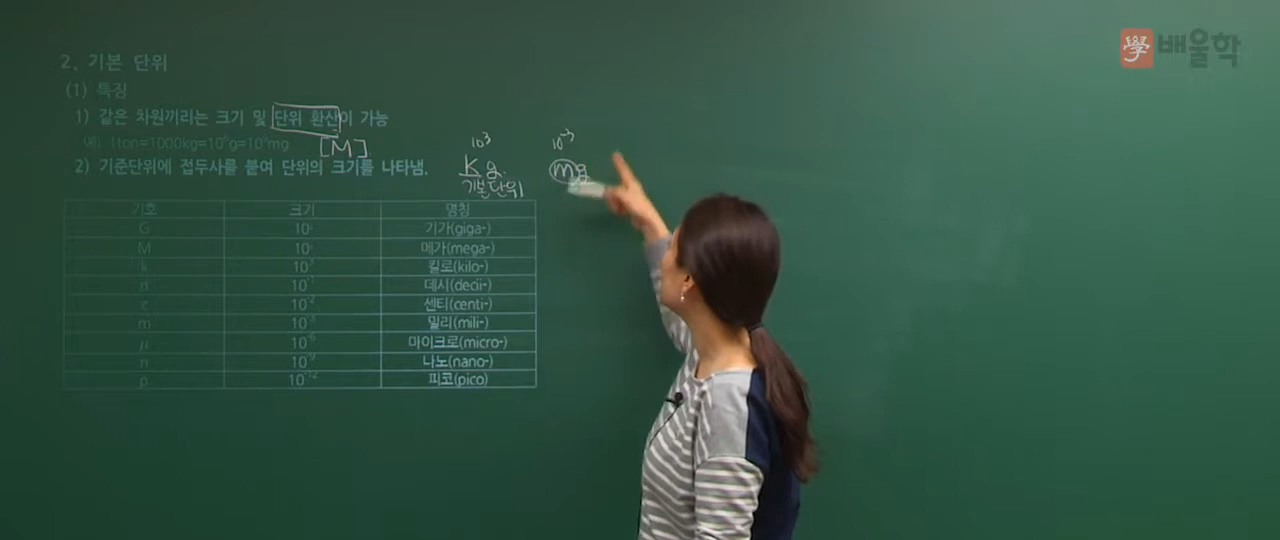 學 배울학
2. 기본 단위
(1) 특징
1) 같은 차원끼리는 크기 및 단위 환산이 가능
예) 1ton=1000kg=10⁶g=10⁹mg
[M]
2) 기준단위에 접두사를 붙여 단위의 크기를 나타냄.
10³ 10⁻³
Kg. mg
기본단위
기호 크기 명칭
G 10 기가(giga-)
M 10 메가(mega-)
k 10³ 킬로(kilo-)
d 10⁻¹ 데시(decii-)
c 10⁻² 센티(centi-)
m 10⁻³ 밀리(mili-)
μ 10⁻⁶ 마이크로(micro-)
n 10⁻⁹ 나노(nano-)
p 10⁻¹² 피코(pico)